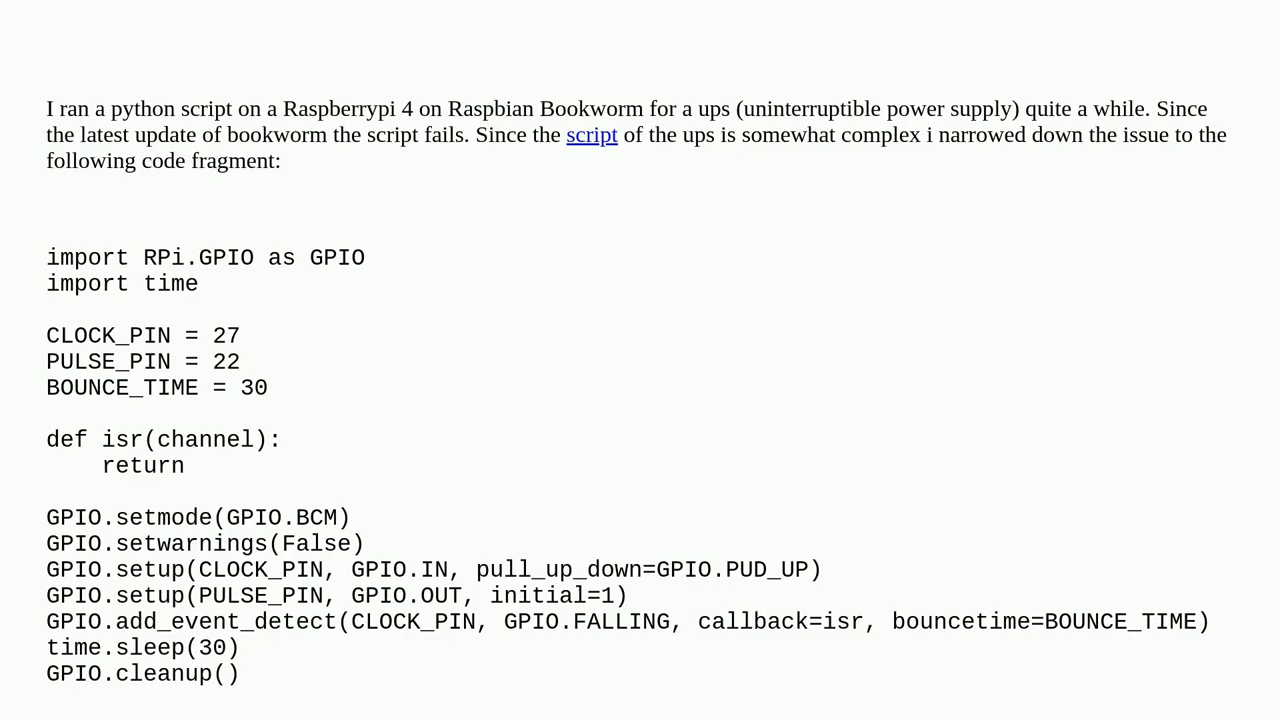 I ran a python script on a Raspberrypi 4 on Raspbian Bookworm for a ups (uninterruptible power supply) quite a while. Since
the latest update of bookworm the script fails. Since the script of the ups is somewhat complex i narrowed down the issue to the
following code fragment:
import RPi.GPIO as GPIO
import time
CLOCK_PIN = 27
PULSE_PIN = 22
BOUNCE_TIME = 30
def isr(channel):
    return
GPIO.setmode(GPIO.BCM)
GPIO.setwarnings(False)
GPIO.setup(CLOCK_PIN, GPIO.IN, pull_up_down=GPIO.PUD_UP)
GPIO.setup(PULSE_PIN, GPIO.OUT, initial=1)
GPIO.add_event_detect(CLOCK_PIN, GPIO.FALLING, callback=isr, bouncetime=BOUNCE_TIME)
time.sleep(30)
GPIO.cleanup()